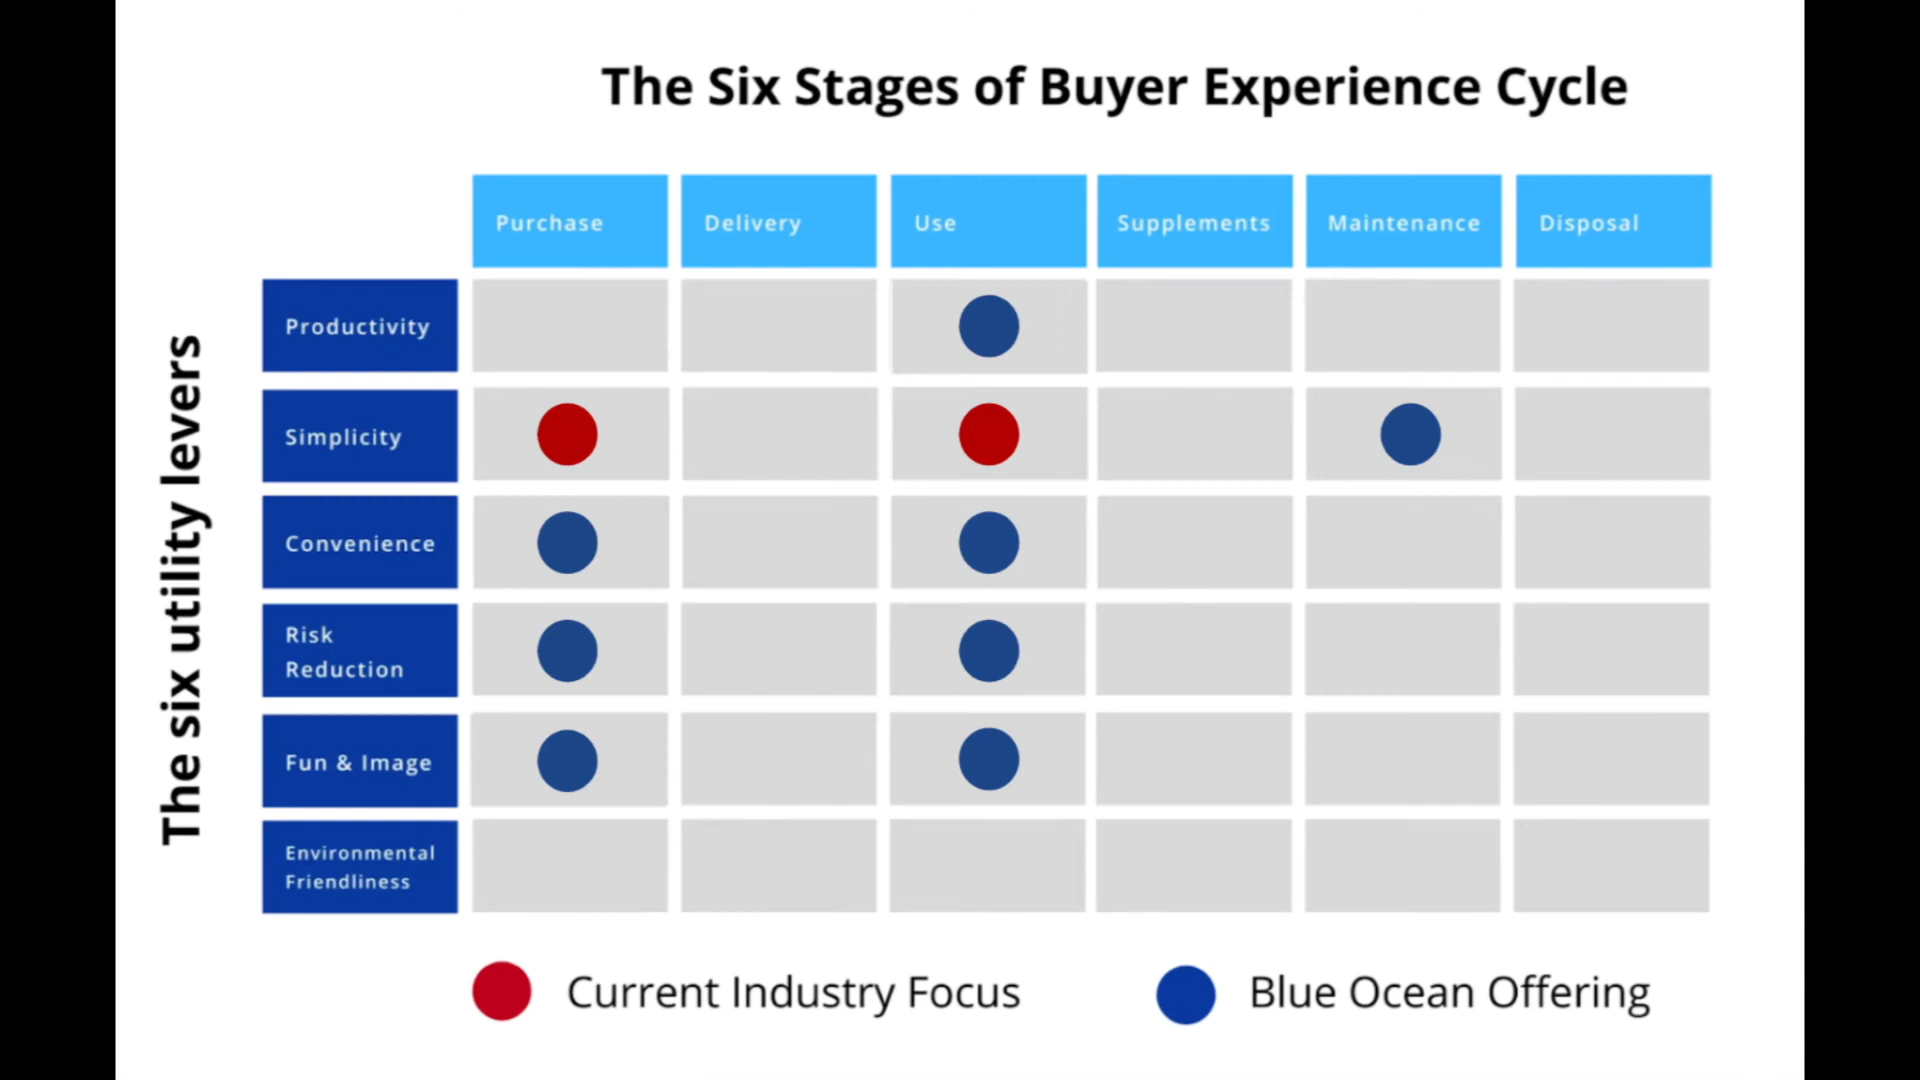 The Six Stages of Buyer Experience Cycle
Purchase
Delivery
Use
Supplements
Maintenance
Disposal
The six utility levers
Productivity
Simplicity
Convenience
Risk
Reduction
Fun & Image
Environmental
Friendliness
Current Industry Focus
Blue Ocean Offering